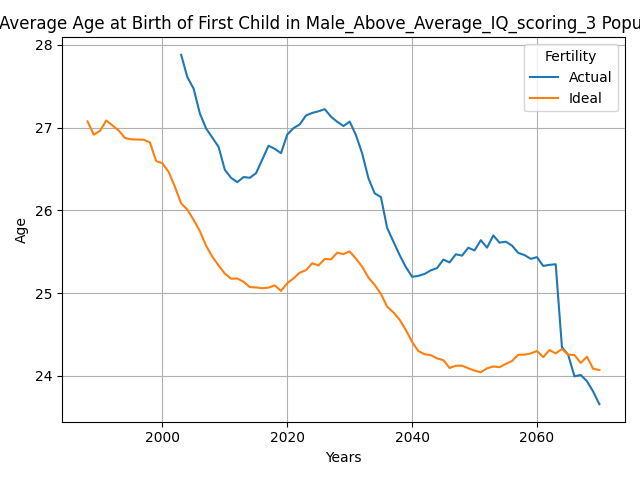 Average Age at Birth of First Child in Male_Above_Average_IQ_scoring_3 Popu
28
27
26
25
24
Age
Fertility
Actual
Ideal
2000 2020 2040 2060
Years